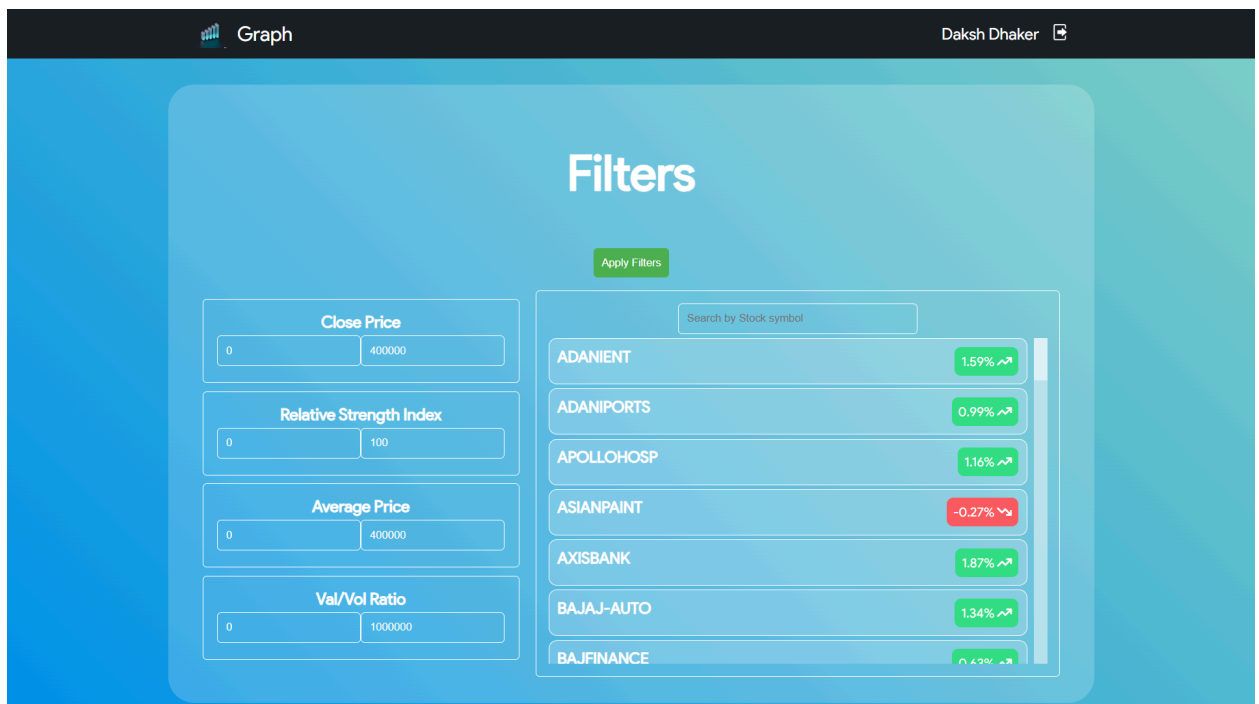 Graph
Daksh Dhaker
Filters
Apply Filters
Close Price
0
400000
Relative Strength Index
0
100
Average Price
0
400000
Val/Vol Ratio
0
1000000
Search by Stock symbol
ADANIENT
1.59%
ADANIPORTS
0.99%
APOLLOHOSP
1.16%
ASIANPAINT
-0.27%
AXISBANK
1.87%
BAJAJ-AUTO
1.34%
BAJFINANCE
0.63%